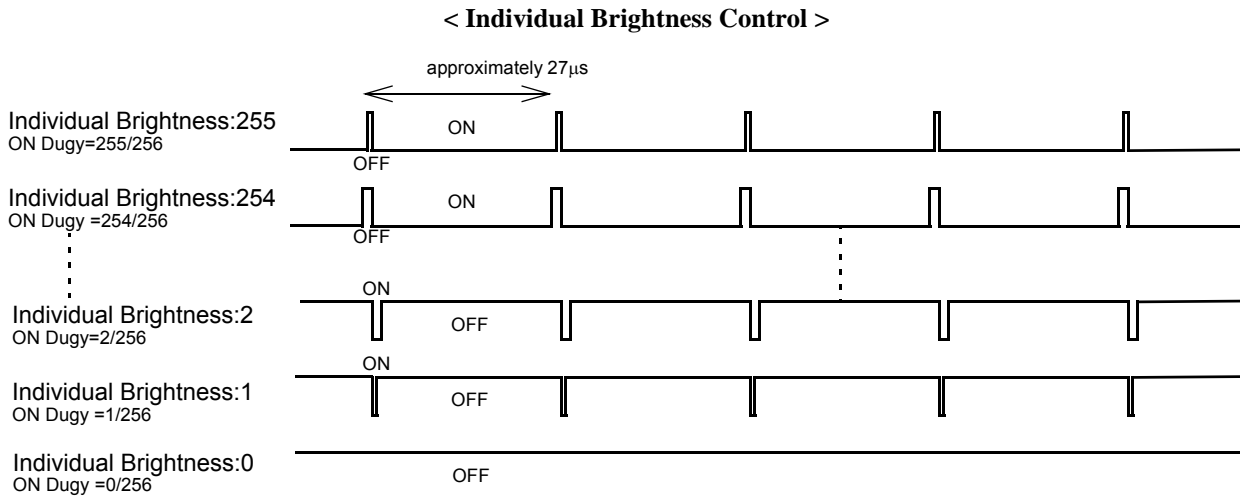 < Individual Brightness Control >
approximately 27μs
Individual Brightness:255
ON Dugy=255/256
ON
OFF
Individual Brightness:254
ON Dugy =254/256
ON
OFF
ON
Individual Brightness:2
ON Dugy=2/256
OFF
ON
Individual Brightness:1
ON Dugy =1/256
OFF
Individual Brightness:0
ON Dugy =0/256
OFF